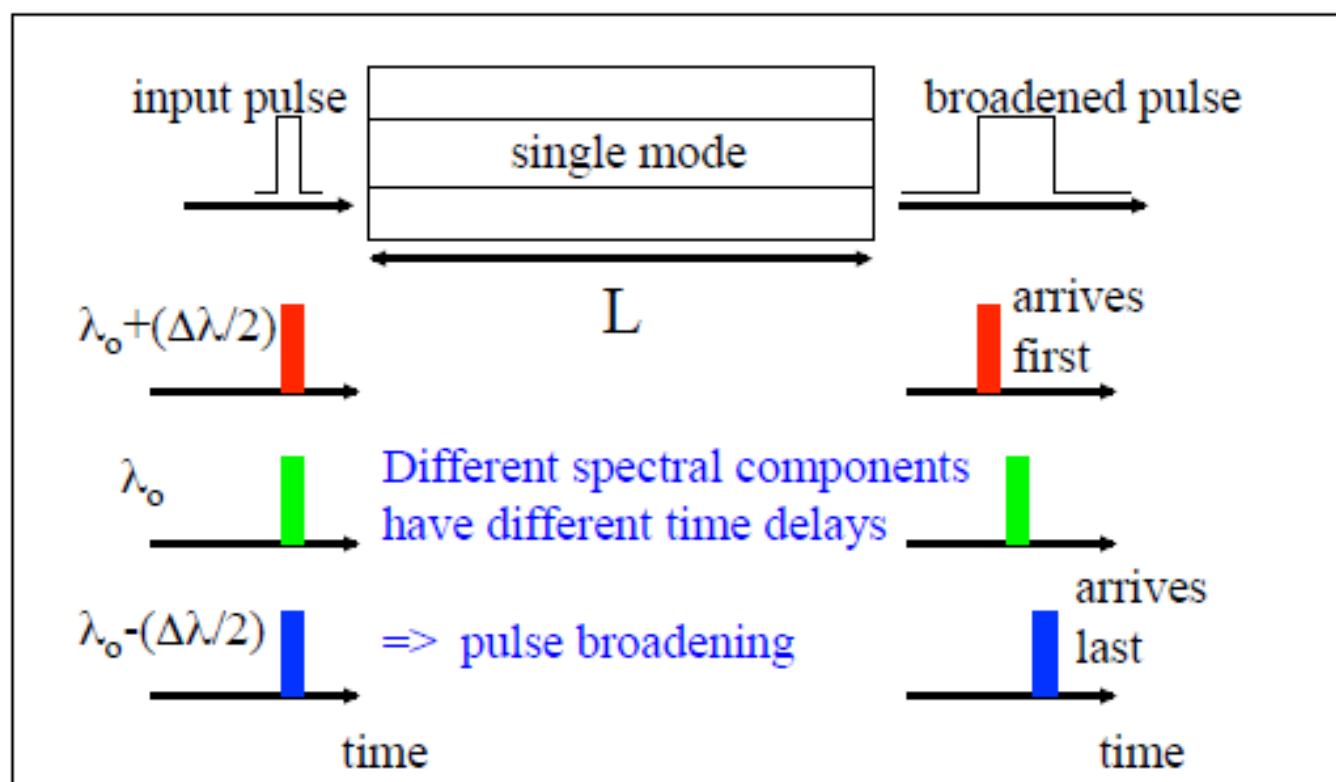 input pulse
broadened pulse
single mode
L
λo+(Δλ/2)
arrives
first
λo
Different spectral components
have different time delays
λo-(Δλ/2)
=> pulse broadening
arrives
last
time
time